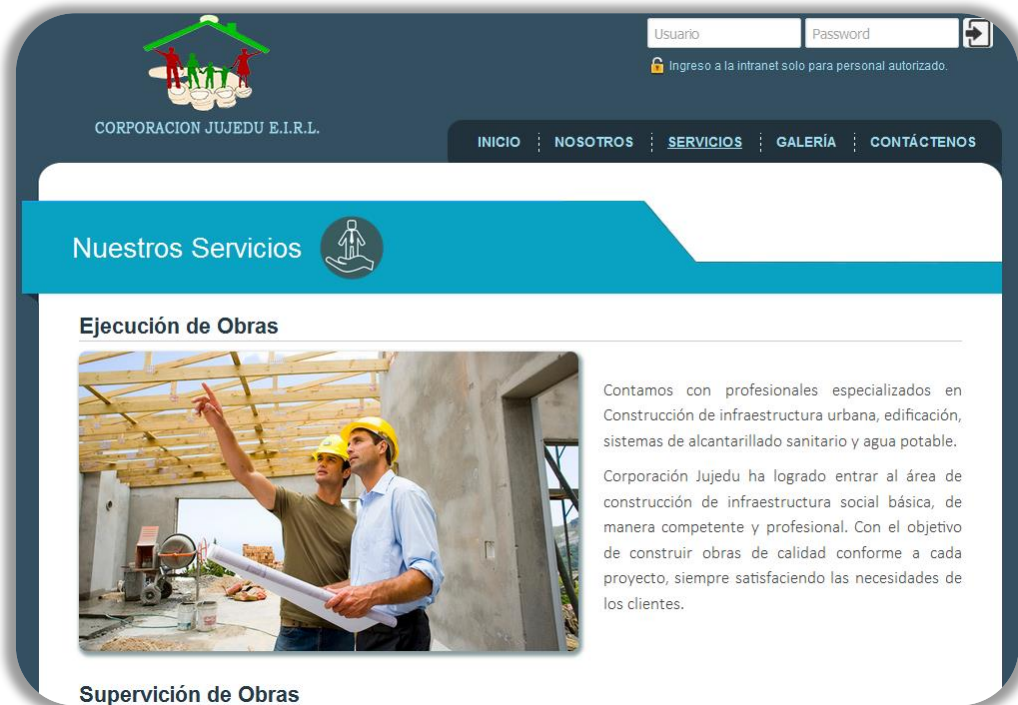 Usuario
Password
Ingreso a la intranet solo para personal autorizado.
CORPORACION JUJEDU E.I.R.L.
INICIO
NOSOTROS
SERVICIOS
GALERÍA
CONTÁCTENOS
Nuestros Servicios
Ejecución de Obras
Contamos con profesionales especializados en
Construcción de infraestructura urbana, edificación,
sistemas de alcantarillado sanitario y agua potable.
Corporación Jujedu ha logrado entrar al área de
construcción de infraestructura social básica, de
manera competente y profesional. Con el objetivo
de construir obras de calidad conforme a cada
proyecto, siempre satisfaciendo las necesidades de
los clientes.
Supervición de Obras